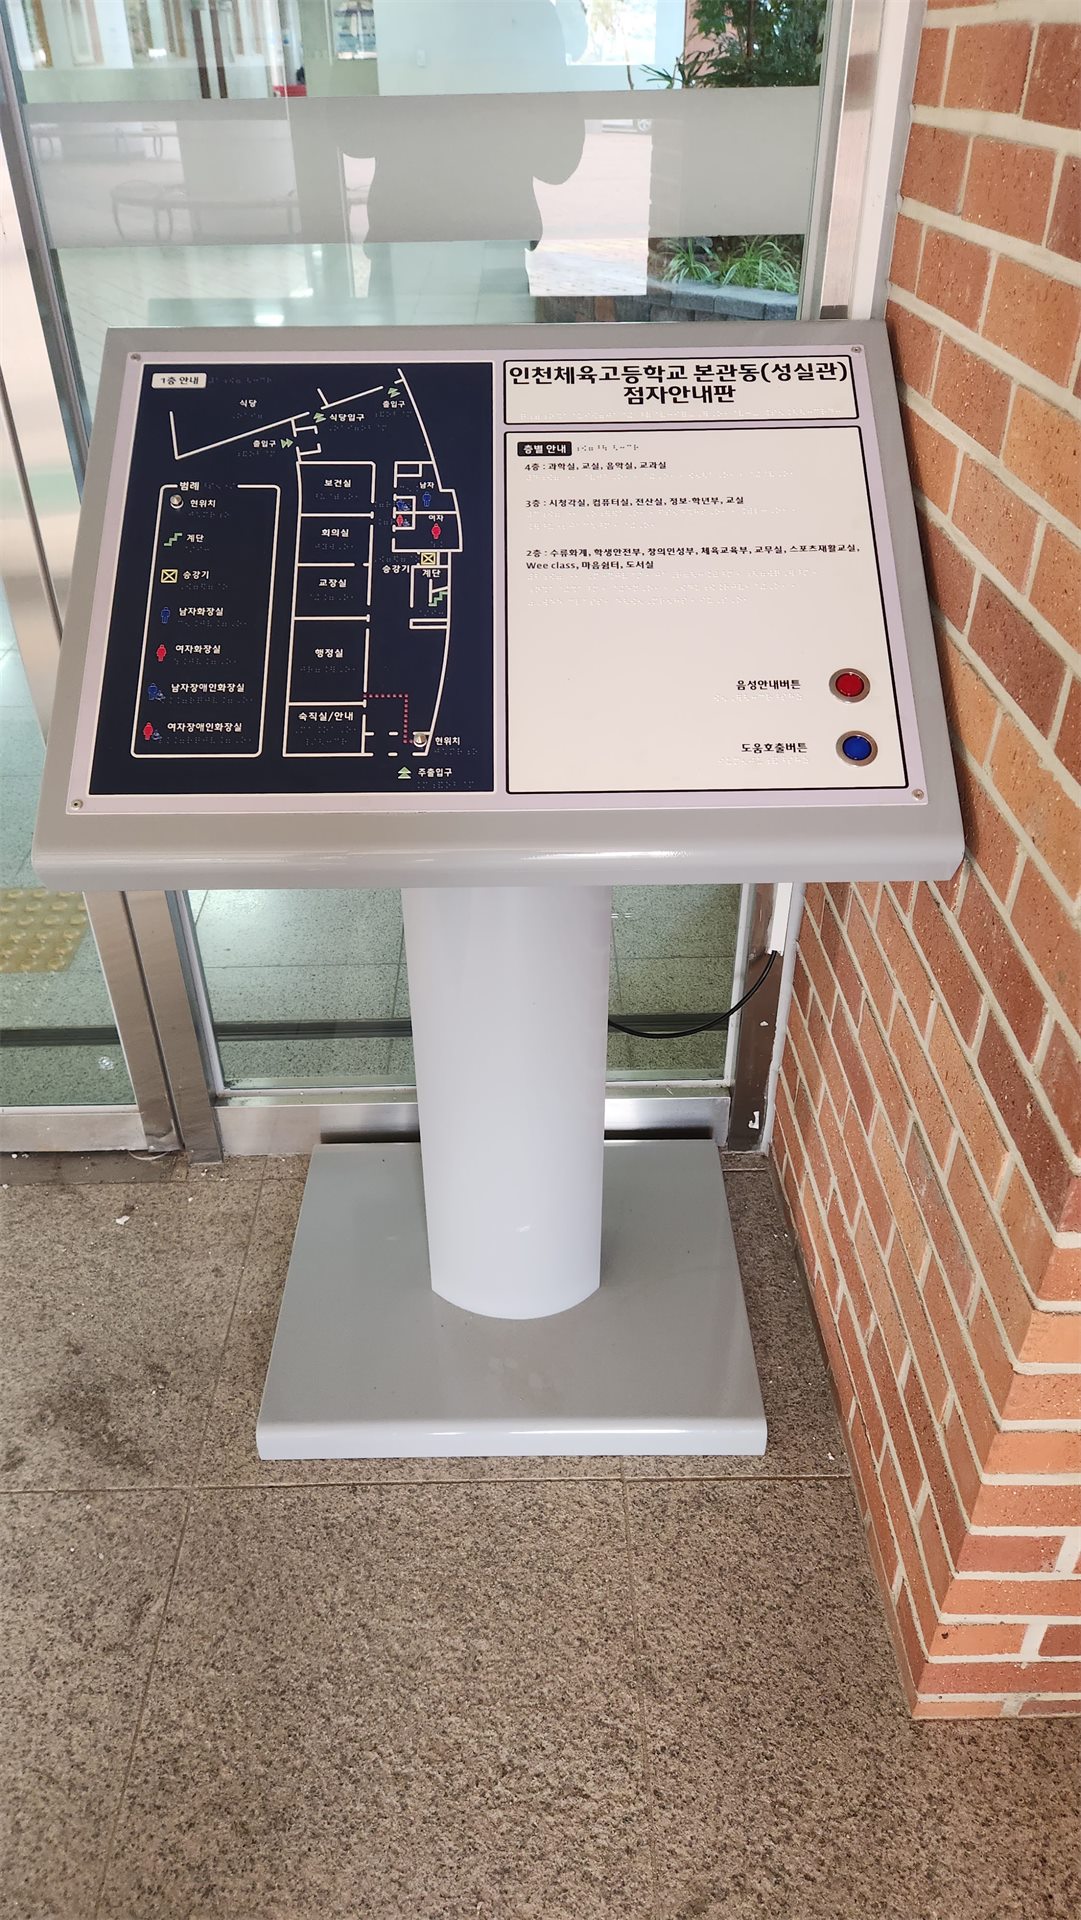 1층 안내
식당
출입구
식당입구
출입구
범례
현위치
계단
승강기
남자화장실
여자화장실
남자장애인화장실
여자장애인화장실
보건실
회의실
교장실
행정실
숙직실/안내
남자
여자
승강기
계단
현위치
주출입구
인천체육고등학교 본관동(성실관)
점자안내판
층별 안내
4층 : 과학실, 교실, 음악실, 교과실
3층 : 시청각실, 컴퓨터실, 전산실, 정보·학년부, 교실
2층 : 수류화계, 학생안전부, 창의인성부, 체육교육부, 교무실, 스포츠재활교실,
Wee class, 마음쉼터, 도서실
음성안내버튼
도움호출버튼